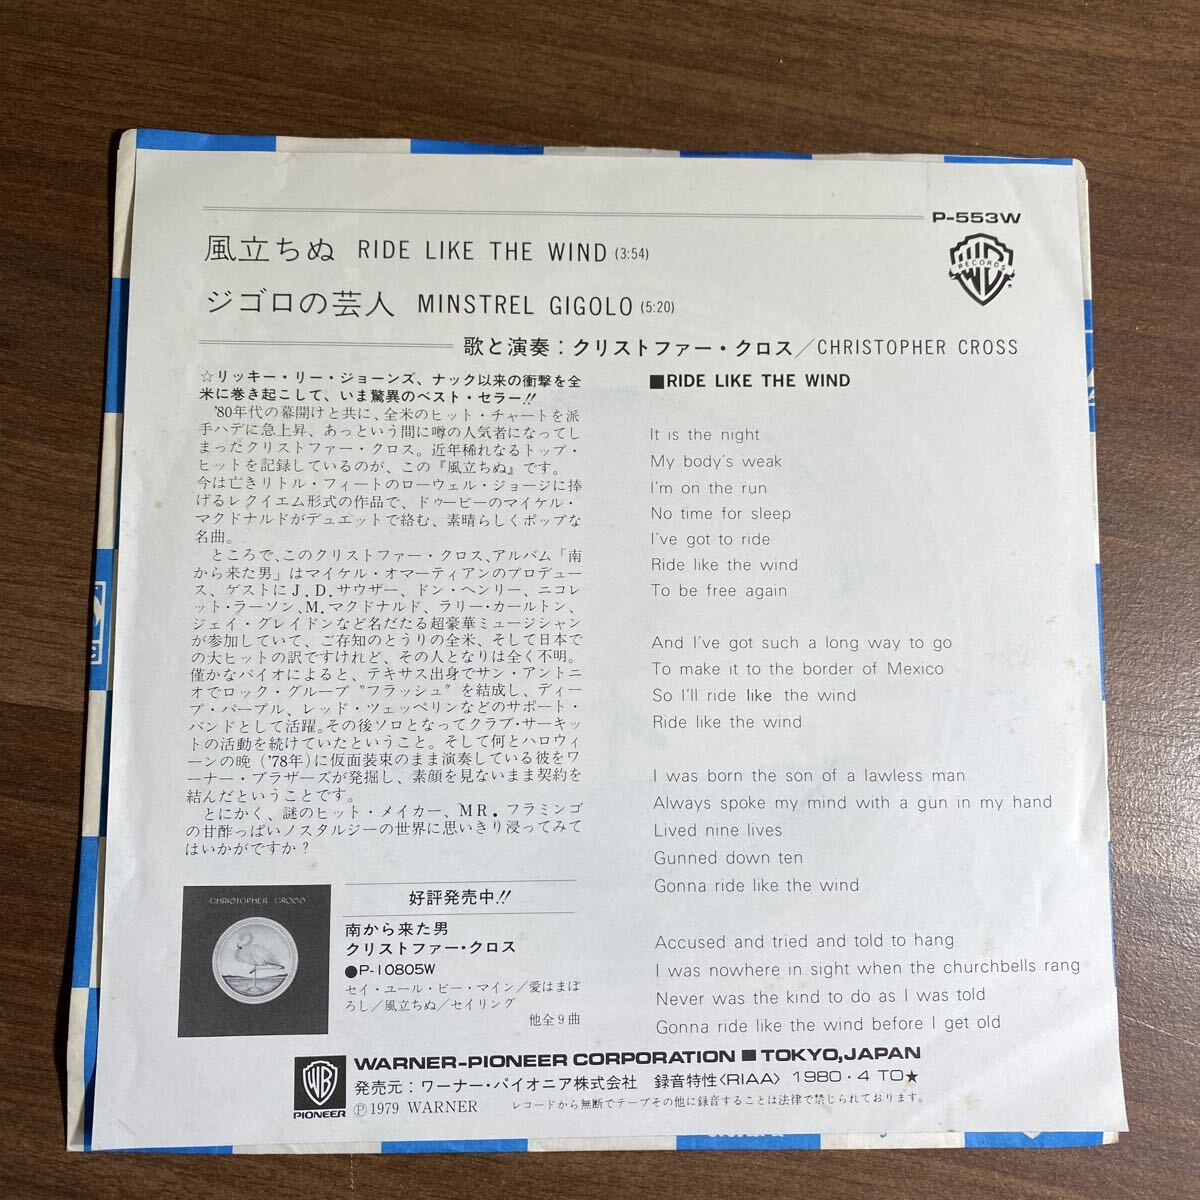 P-553W
風立ちぬ RIDE LIKE THE WIND (3:54)
WB
RECORDS
ジゴロの芸人 MINSTREL GIGOLO (5:20)
歌と演奏：クリストファー・クロス／CHRISTOPHER CROSS
☆リッキー・リー・ジョーンズ、ナック以来の衝撃を全
米に巻き起こして、いま驚異のベスト・セラー!!
'80年代の幕開けと共に、全米のヒット・チャートを派
手ハデに急上昇、あっという間に噂の人気者になってし
まったクリストファー・クロス。近年稀れなるトップ・
ヒットを記録しているのが、この『風立ちぬ』です。
今は亡きリトル・フィートのローウェル・ジョージに捧
げるレクイエム形式の作品で、ドゥービーのマイケル・
マクドナルドがデュエットで絡む、素晴らしくポップな
名曲。
ところで、このクリストファー・クロス、アルバム「南
から来た男」はマイケル・オマーティアンのプロデュー
ス、ゲストにJ.D.サウザー、ドン・ヘンリー、ニコレ
ット・ラーソン、M.マクドナルド、ラリー・カールトン、
ジェイ・グレイドンなど名だたる超豪華ミュージシャン
が参加していて、ご存知のとうりの全米、そして日本で
の大ヒットの訳ですけれど、その人となりは全く不明。
僅かなバイオによると、テキサス出身でサン・アントニ
オでロック・グループ〝フラッシュ〟を結成し、ディー
プ・パープル、レッド・ツェッペリンなどのサポート・
バンドとして活躍。その後ソロとなってクラブ・サーキッ
トの活動を続けていたということ。そして何とハロウィ
ーンの晩（'78年）に仮面装束のまま演奏している彼をワ
ーナー・ブラザーズが発掘し、素顔を見ないまま契約を
結んだということです。
とにかく、謎のヒット・メイカー、MR.フラミンゴ
の甘酢っぱいノスタルジーの世界に思いきり浸ってみて
はいかがですか？
■RIDE LIKE THE WIND
It is the night
My body's weak
I'm on the run
No time for sleep
I've got to ride
Ride like the wind
To be free again
And I've got such a long way to go
To make it to the border of Mexico
So I'll ride like the wind
Ride like the wind
I was born the son of a lawless man
Always spoke my mind with a gun in my hand
Lived nine lives
Gunned down ten
Gonna ride like the wind
Accused and tried and told to hang
I was nowhere in sight when the churchbells rang
Never was the kind to do as I was told
Gonna ride like the wind before I get old
CHRISTOPHER CROSS
好評発売中!!
南から来た男
クリストファー・クロス
●P-10805W
セイ・ユール・ビー・マイン／愛はまぼ
ろし／風立ちぬ／セイリング
他全9曲
WB
PIONEER
WARNER-PIONEER CORPORATION ■ TOKYO, JAPAN
発売元：ワーナー・パイオニア株式会社 録音特性〈RIAA〉 1980・4 TO★
Ⓟ 1979 WARNER レコードから無断でテープその他に録音することは法律で禁じられております。